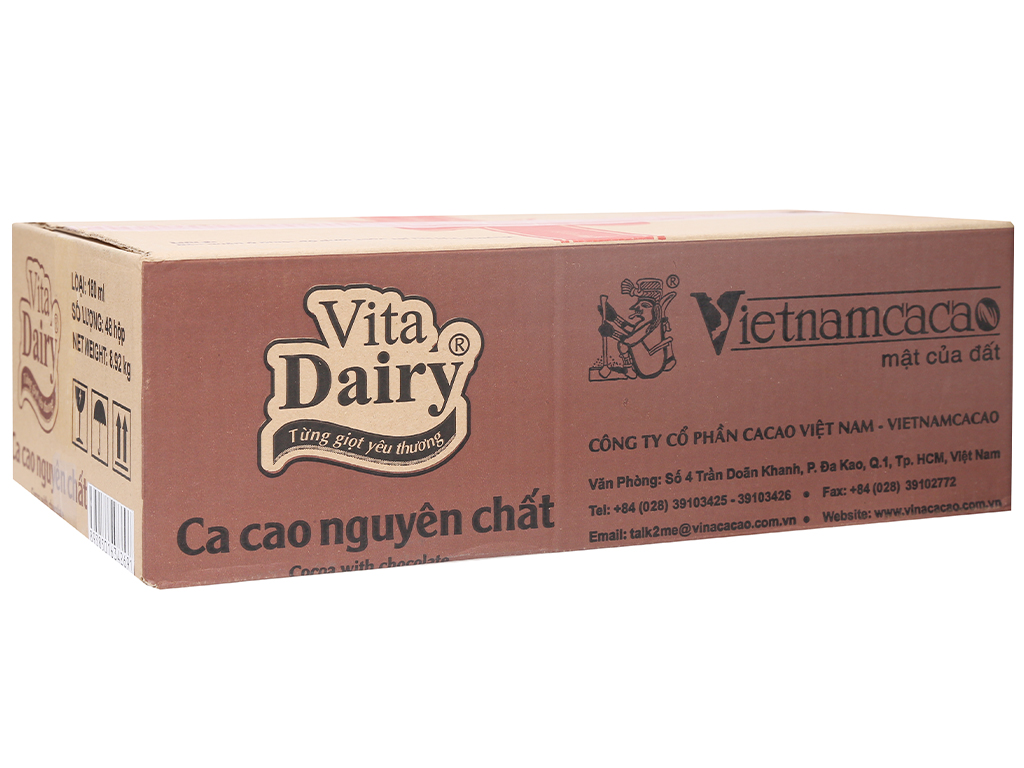 Vita
Dairy
LOẠI: 180 ml
SỐ LƯỢNG: 48 hộp
NET WEIGHT: 8.92 kg
Ca cao nguyên chất
Vita
Dairy®
Từng giọt yêu thương
Ca cao nguyên chất
Cocoa with chocolate
®
Vietnamcacao
mật của đất
CÔNG TY CỔ PHẦN CACAO VIỆT NAM - VIETNAMCACAO
Văn Phòng: Số 4 Trần Doãn Khanh, P. Đa Kao, Q.1, Tp. HCM, Việt Nam
Tel: +84 (028) 39103425 - 39103426 • Fax: +84 (028) 39102772
Email: talk2me@vinacacao.com.vn • Website: www.vinacacao.com.vn